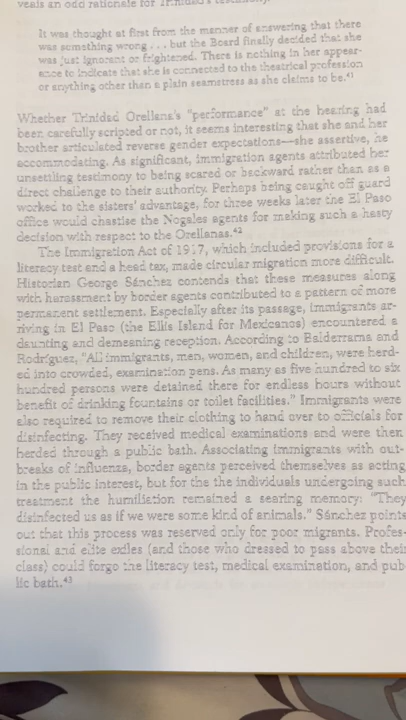 veals an odd rationale for Trinidad's testimony:
It was thought at first from the manner of answering that there
was something wrong . . . but the Board finally decided that she
was just ignorant or frightened. There is nothing in her appear-
ance to indicate that she is connected to the theatrical profession
or anything other than a plain seamstress as she claims to be.41
Whether Trinidad Orellana's "performance" at the hearing had
been carefully scripted or not, it seems interesting that she and her
brother articulated reverse gender expectations—she assertive, he
accommodating. As significant, immigration agents attributed her
unsettling testimony to being scared or backward rather than as a
direct challenge to their authority. Perhaps being caught off guard
worked to the sisters' advantage, for three weeks later the El Paso
office would chastise the Nogales agents for making such a hasty
decision with respect to the Orellanas.42
The Immigration Act of 1917, which included provisions for a
literacy test and a head tax, made circular migration more difficult.
Historian George Sánchez contends that these measures along
with harassment by border agents contributed to a pattern of more
permanent settlement. Especially after its passage, immigrants ar-
riving in El Paso (the Ellis Island for Mexicanos) encountered a
daunting and demeaning reception. According to Balderrama and
Rodríguez, "All immigrants, men, women, and children, were herd-
ed into crowded, examination pens. As many as five hundred to six
hundred persons were detained there for endless hours without
benefit of drinking fountains or toilet facilities." Immigrants were
also required to remove their clothing to hand over to officials for
disinfecting. They received medical examinations and were then
herded through a public bath. Associating immigrants with out-
breaks of influenza, border agents perceived themselves as acting
in the public interest, but for the the individuals undergoing such
treatment the humiliation remained a searing memory: "They
disinfected us as if we were some kind of animals." Sánchez points
out that this process was reserved only for poor migrants. Profes-
sional and elite exiles (and those who dressed to pass above their
class) could forgo the literacy test, medical examination, and pub-
lic bath.43